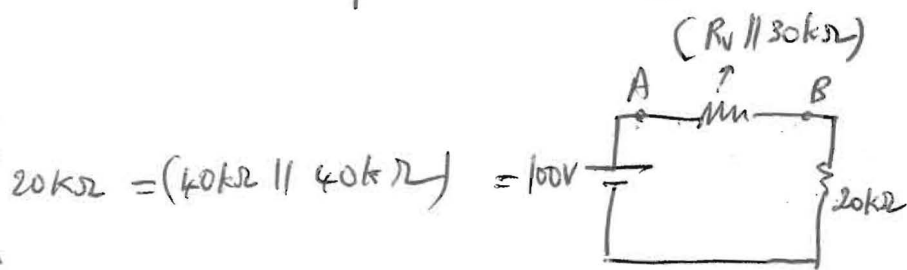 (Rv || 30kΩ)
A B
20kΩ = (40kΩ || 40kΩ) = 100V
20kΩ